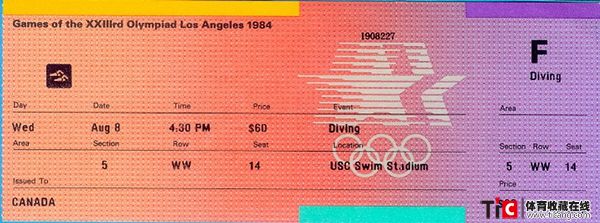 Games of the XXIIIrd Olympiad Los Angeles 1984
1908227
F
Diving
Day Date Time Price Event Area
Wed Aug 8 4:30 PM $60 Diving
Area Section Row Seat Location Section Row Seat
5 WW 14 USC Swim Stadium 5 WW 14
Price
Issued To
CANADA
体育收藏在线
www.ticang.com